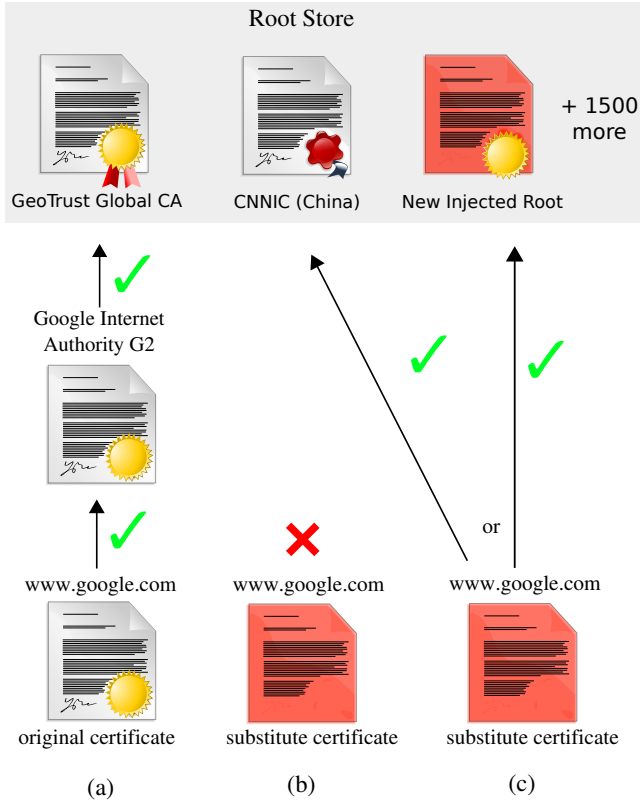 Root Store
+ 1500
more
GeoTrust Global CA
CNNIC (China)
New Injected Root
Google Internet
Authority G2
or
www.google.com
www.google.com
www.google.com
original certificate
substitute certificate
substitute certificate
(a)
(b)
(c)